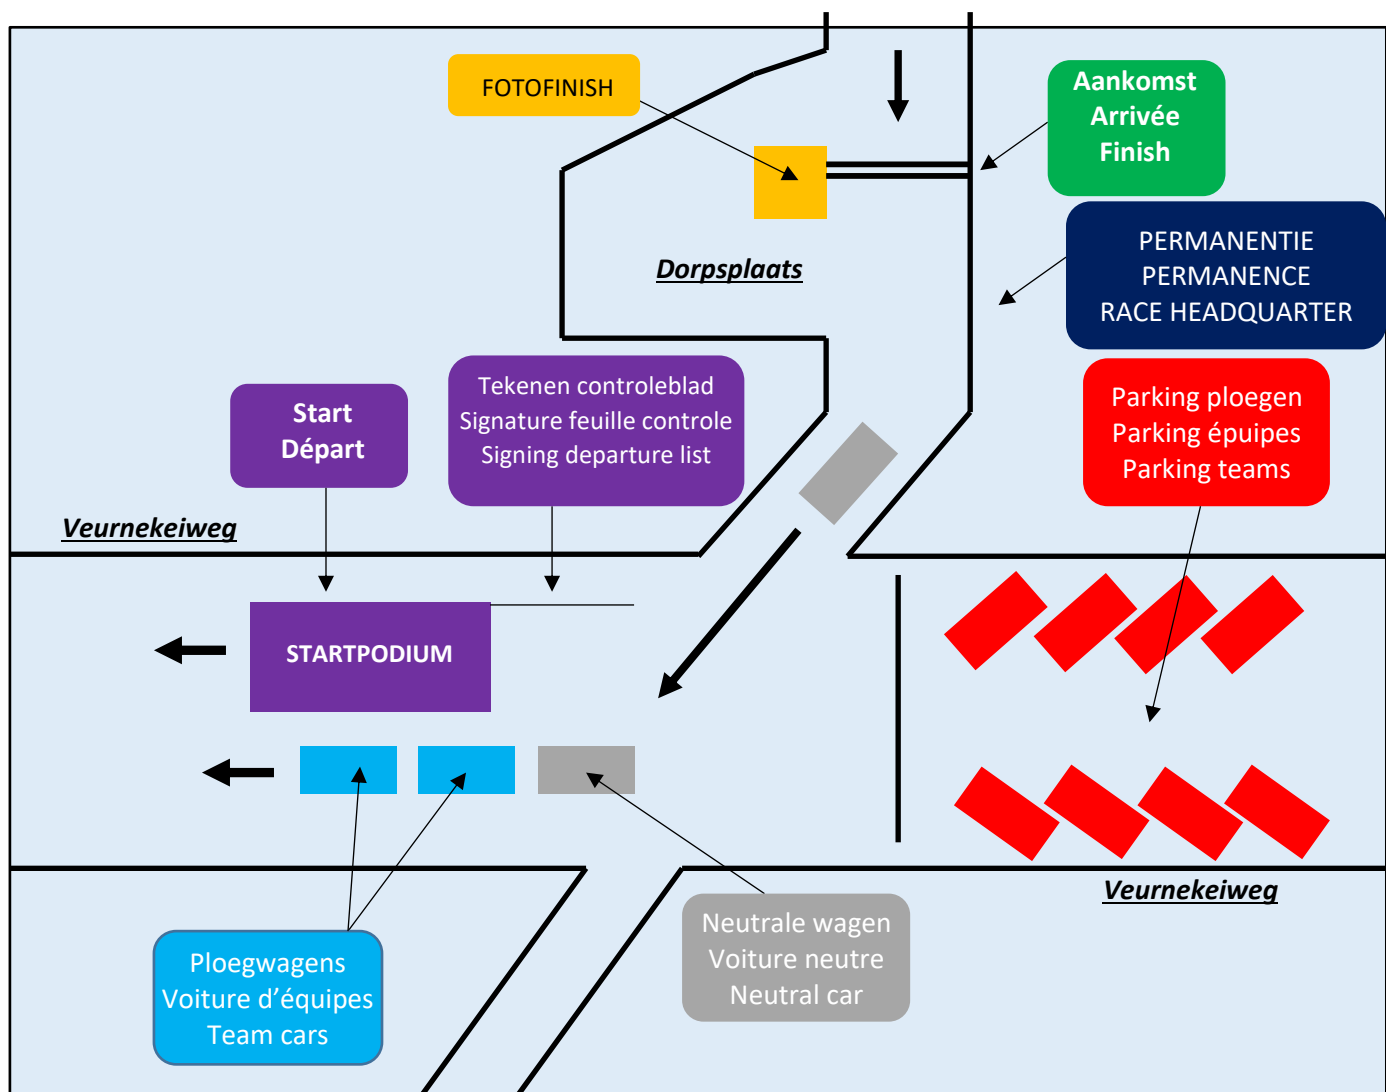 FOTOFINISH
Aankomst
Arrivée
Finish
PERMANENTIE
PERMANENCE
RACE HEADQUARTER
Dorpsplaats
Start
Départ
Tekenen controleblad
Signature feuille controle
Signing departure list
Parking ploegen
Parking épuipes
Parking teams
Veurnekeiweg
STARTPODIUM
Veurnekeiweg
Ploegwagens
Voiture d’équipes
Team cars
Neutrale wagen
Voiture neutre
Neutral car